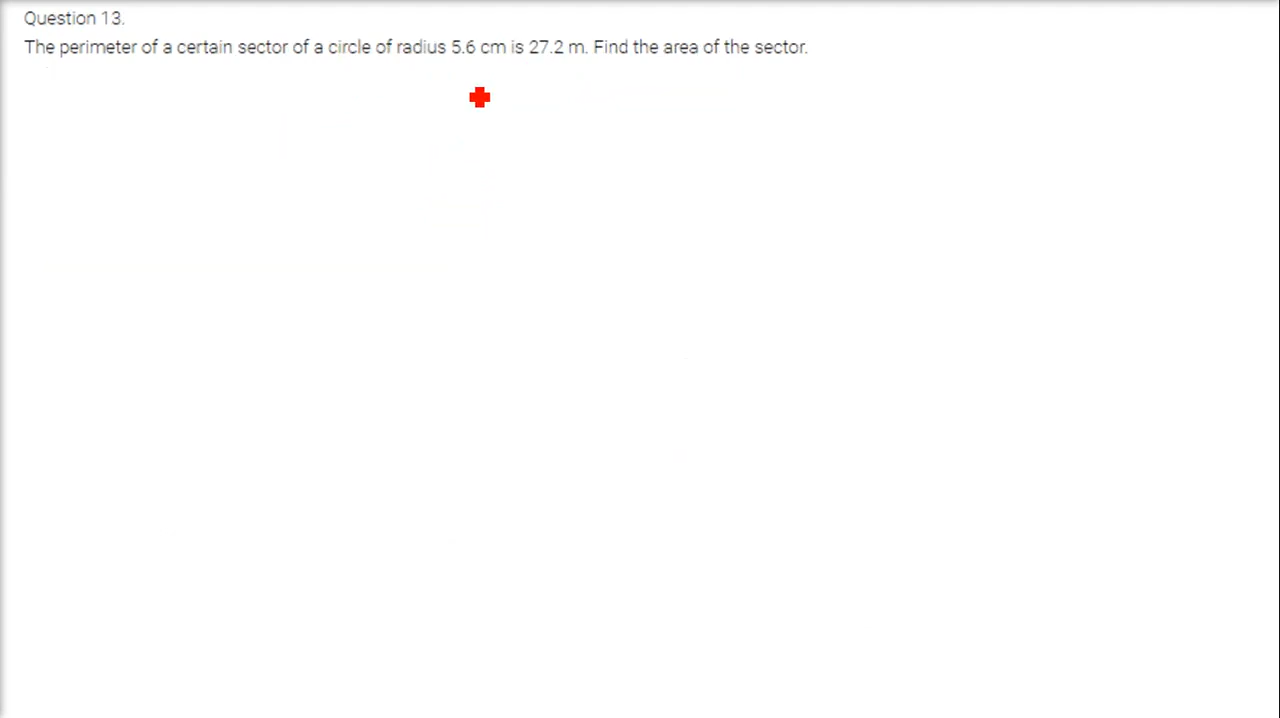 Question 13.
The perimeter of a certain sector of a circle of radius 5.6 cm is 27.2 m. Find the area of the sector.